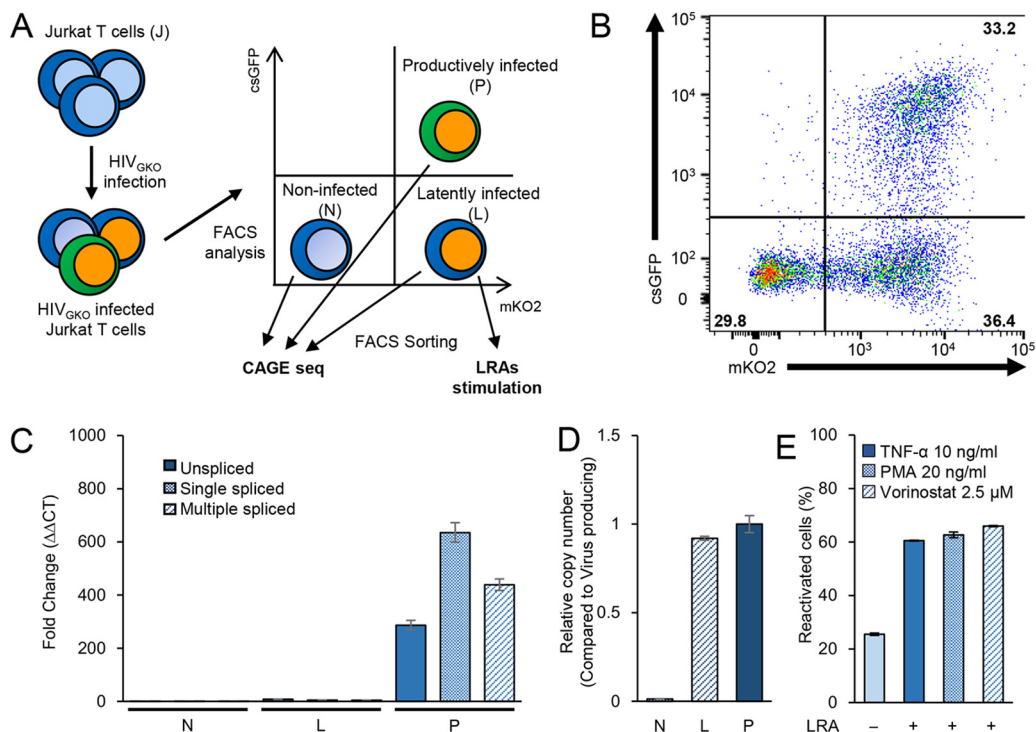 A
Jurkat T cells (J)
HIVGKO
infection
HIVGKO infected
Jurkat T cells
FACS
analysis
csGFP
Productively infected
(P)
Non-infected
(N)
Latently infected
(L)
mKO2
FACS Sorting
CAGE seq
LRAs
stimulation
B
csGFP
10^5
10^4
10^3
10^2
0
33.2
29.8
36.4
0
10^3
10^4
10^5
mKO2
C
Fold Change (ΔΔCT)
1000
800
600
400
200
0
Unspliced
Single spliced
Multiple spliced
N
L
P
D
Relative copy number
(Compared to Virus producing)
1.5
1
0.5
0
N
L
P
E
Reactivated cells (%)
100
80
60
40
20
0
TNF-α 10 ng/ml
PMA 20 ng/ml
Vorinostat 2.5 μM
LRA – + + +